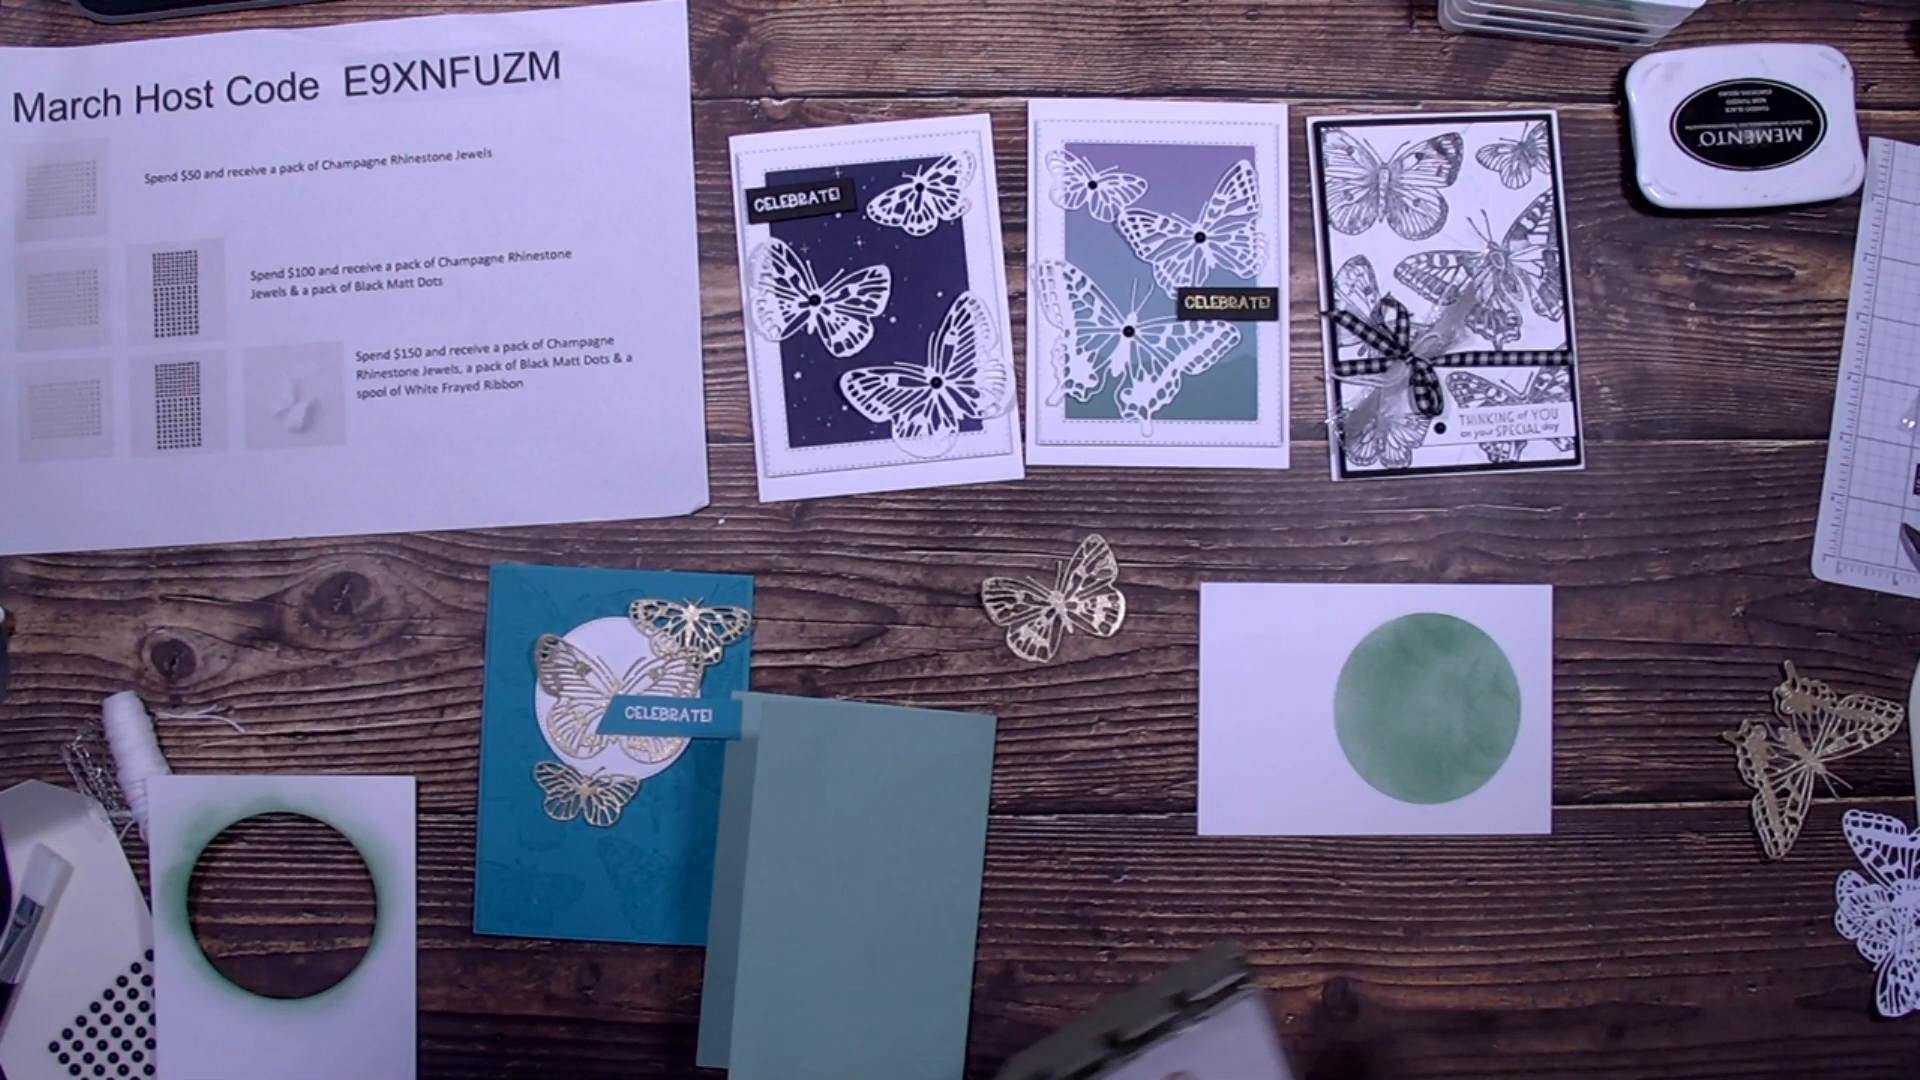 March Host Code E9XNFUZM
Spend $50 and receive a pack of Champagne Rhinestone Jewels
Spend $100 and receive a pack of Champagne Rhinestone
Jewels & a pack of Black Matt Dots
Spend $150 and receive a pack of Champagne
Rhinestone Jewels, a pack of Black Matt Dots & a
spool of White Frayed Ribbon
CELEBRATE!
CELEBRATE!
THINKING of YOU
on your SPECIAL day
MEMENTO
CELEBRATE!